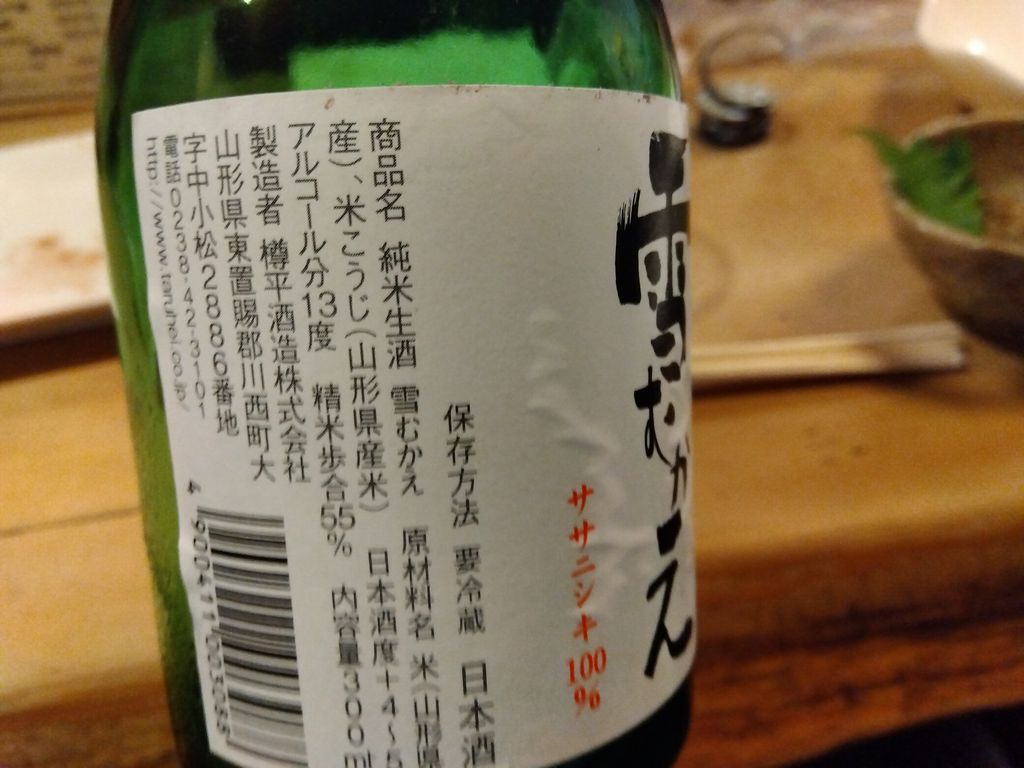 雪むかえ
ササニシキ100%
保存方法 要冷蔵 日本酒
商品名 純米生酒 雪むかえ 原材料名 米(山形県
産)、米こうじ(山形県産米) 日本酒度+4~5
アルコール分13度 精米歩合55% 内容量300ml
製造者 樽平酒造株式会社
山形県東置賜郡川西町大
字中小松2886番地
電話0238-42-3101
http://www.taruhei.co.jp/